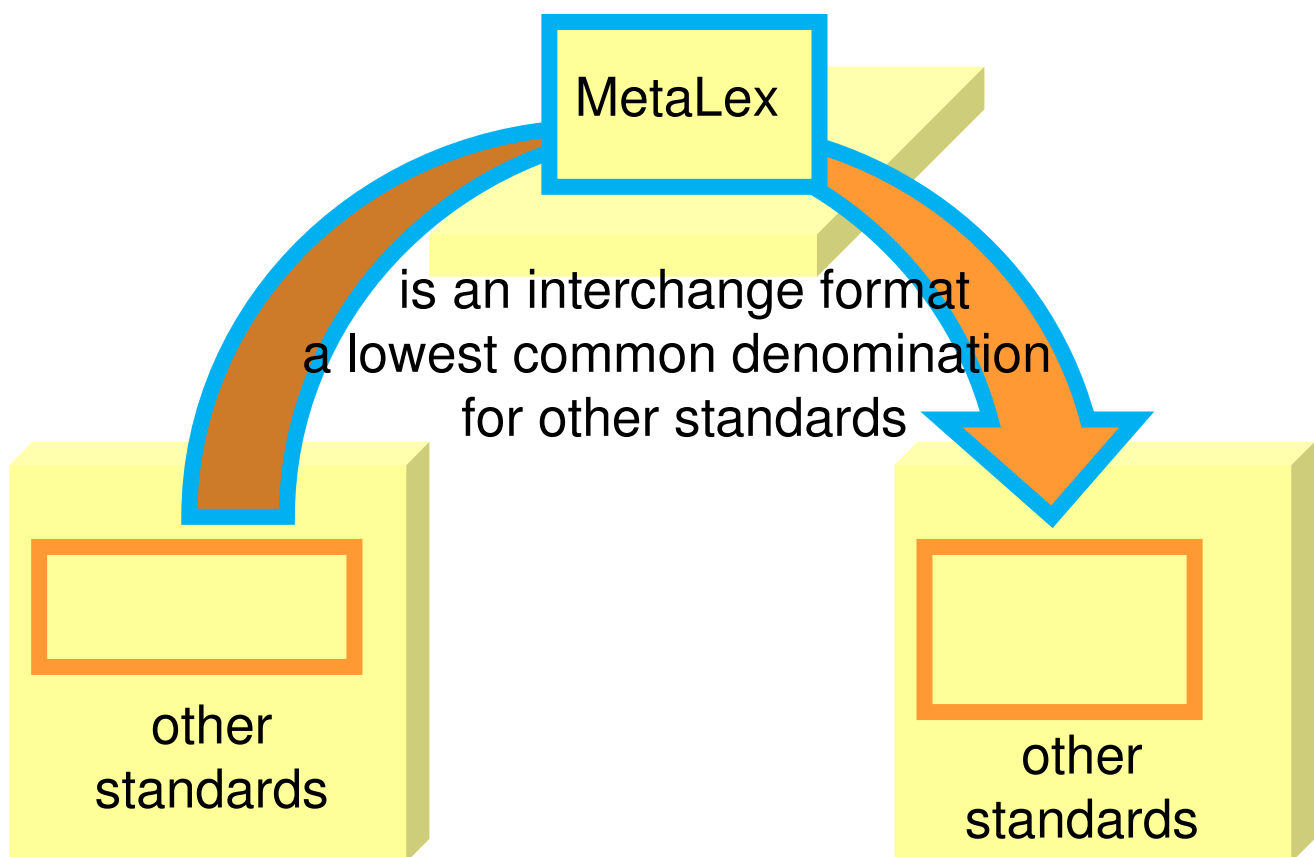 MetaLex
is an interchange format
a lowest common denomination
for other standards
other
standards
other
standards